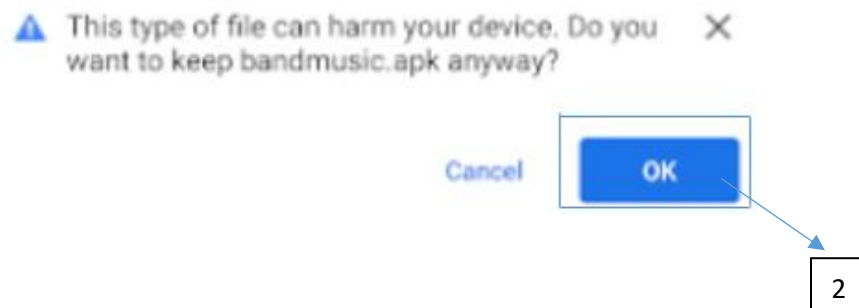 This type of file can harm your device. Do you
want to keep bandmusic.apk anyway?
Cancel
OK
2